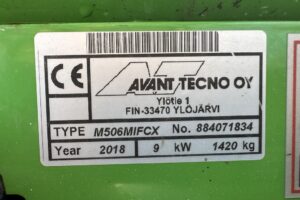 CE
AVANT TECNO OY
Ylötie 1
FIN-33470 YLÖJÄRVI
TYPE M506MIFCX No. 884071834
Year 2018 9 kW 1420 kg